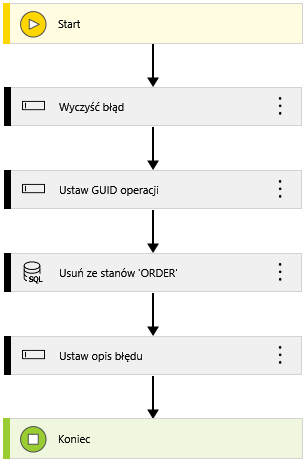 Start
Wyczyść błąd
Ustaw GUID operacji
SQL
Usuń ze stanów 'ORDER'
Ustaw opis błędu
Koniec